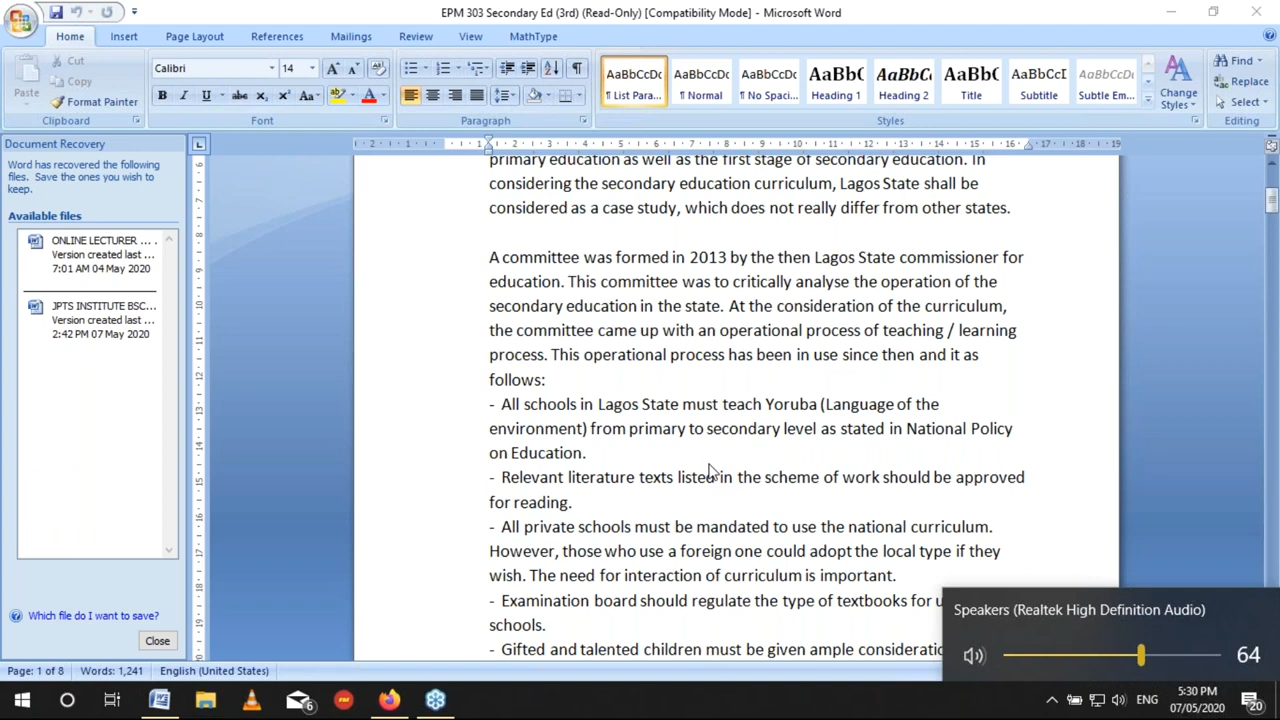 EPM 303 Secondary Ed (3rd) (Read-Only) [Compatibility Mode] - Microsoft Word
Home Insert Page Layout References Mailings Review View MathType
Paste
Cut
Copy
Format Painter
Clipboard
Calibri 14
B I U abc x₂ x² Aa
Font
Paragraph
AaBbCcDc AaBbCcDc AaBbCcDc AaBbC AaBbCc AaBbC AaBbCcI AaBbCcDc
¶ List Para... ¶ Normal ¶ No Spaci... Heading 1 Heading 2 Title Subtitle Subtle Em...
Styles
Change
Styles
Find
Replace
Select
Editing
Document Recovery
Word has recovered the following
files. Save the ones you wish to
keep.
Available files
ONLINE LECTURER ... .
Version created last ...
7:01 AM 04 May 2020
JPTS INSTITUTE BSC...
Version created last ...
2:42 PM 07 May 2020
Which file do I want to save?
Close
primary education as well as the first stage of secondary education. In
considering the secondary education curriculum, Lagos State shall be
considered as a case study, which does not really differ from other states.
A committee was formed in 2013 by the then Lagos State commissioner for
education. This committee was to critically analyse the operation of the
secondary education in the state. At the consideration of the curriculum,
the committee came up with an operational process of teaching / learning
process. This operational process has been in use since then and it as
follows:
- All schools in Lagos State must teach Yoruba (Language of the
environment) from primary to secondary level as stated in National Policy
on Education.
- Relevant literature texts listed in the scheme of work should be approved
for reading.
- All private schools must be mandated to use the national curriculum.
However, those who use a foreign one could adopt the local type if they
wish. The need for interaction of curriculum is important.
- Examination board should regulate the type of textbooks for u
schools.
- Gifted and talented children must be given ample consideratio
Speakers (Realtek High Definition Audio)
64
Page: 1 of 8 Words: 1,241 English (United States)
6
ENG
5:30 PM
07/05/2020
20